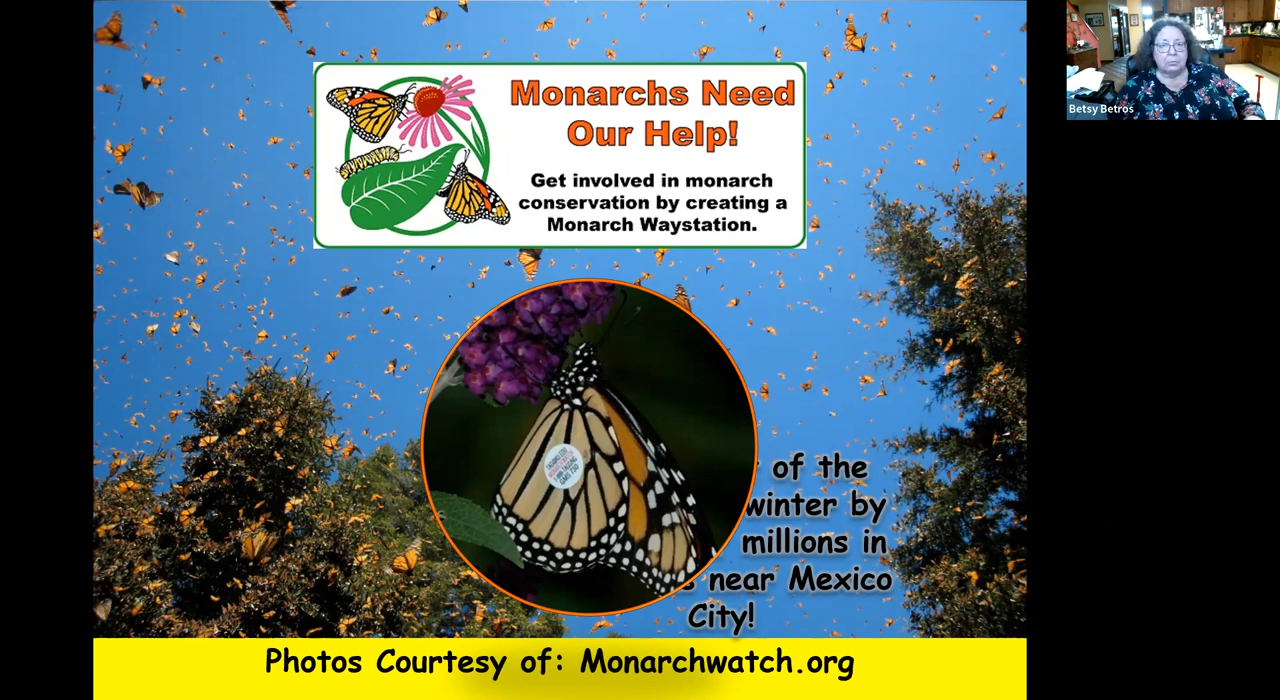 Monarchs Need
Our Help!
Get involved in monarch
conservation by creating a
Monarch Waystation.
Betsy Betros
of the
winter by
millions in
near Mexico
City!
Photos Courtesy of: Monarchwatch.org